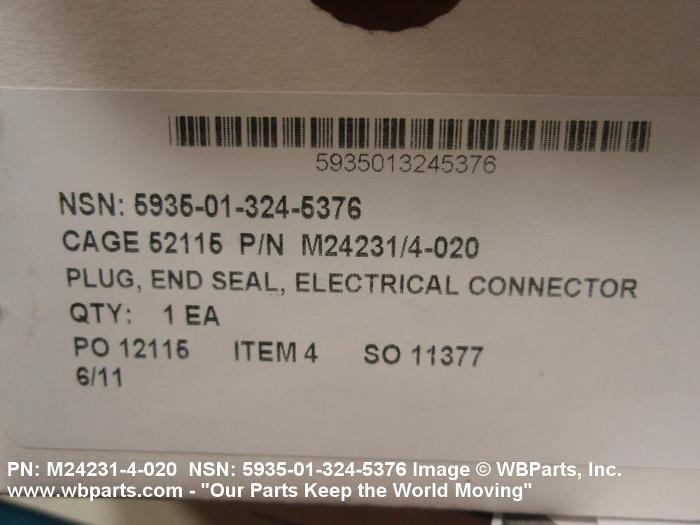 5935013245376
NSN: 5935-01-324-5376
CAGE 52115 P/N M24231/4-020
PLUG, END SEAL, ELECTRICAL CONNECTOR
QTY: 1 EA
PO 12115 ITEM 4 SO 11377
6/11
PN: M24231-4-020 NSN: 5935-01-324-5376 Image © WBParts, Inc.
www.wbparts.com - "Our Parts Keep the World Moving"